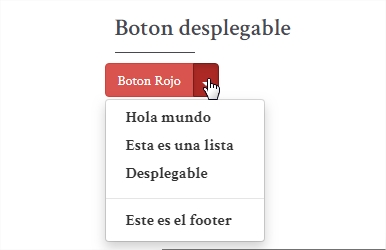 Boton desplegable
Boton Rojo
Hola mundo
Esta es una lista
Desplegable
Este es el footer